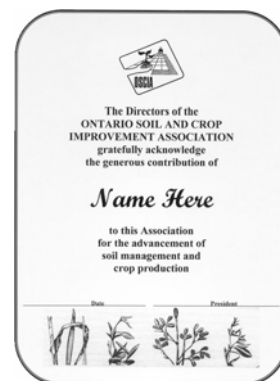 OSCIA
The Directors of the
ONTARIO SOIL AND CROP
IMPROVEMENT ASSOCIATION
gratefully acknowledge
the generous contribution of
Name Here
to this Association
for the advancement of
soil management and
crop production
Date President